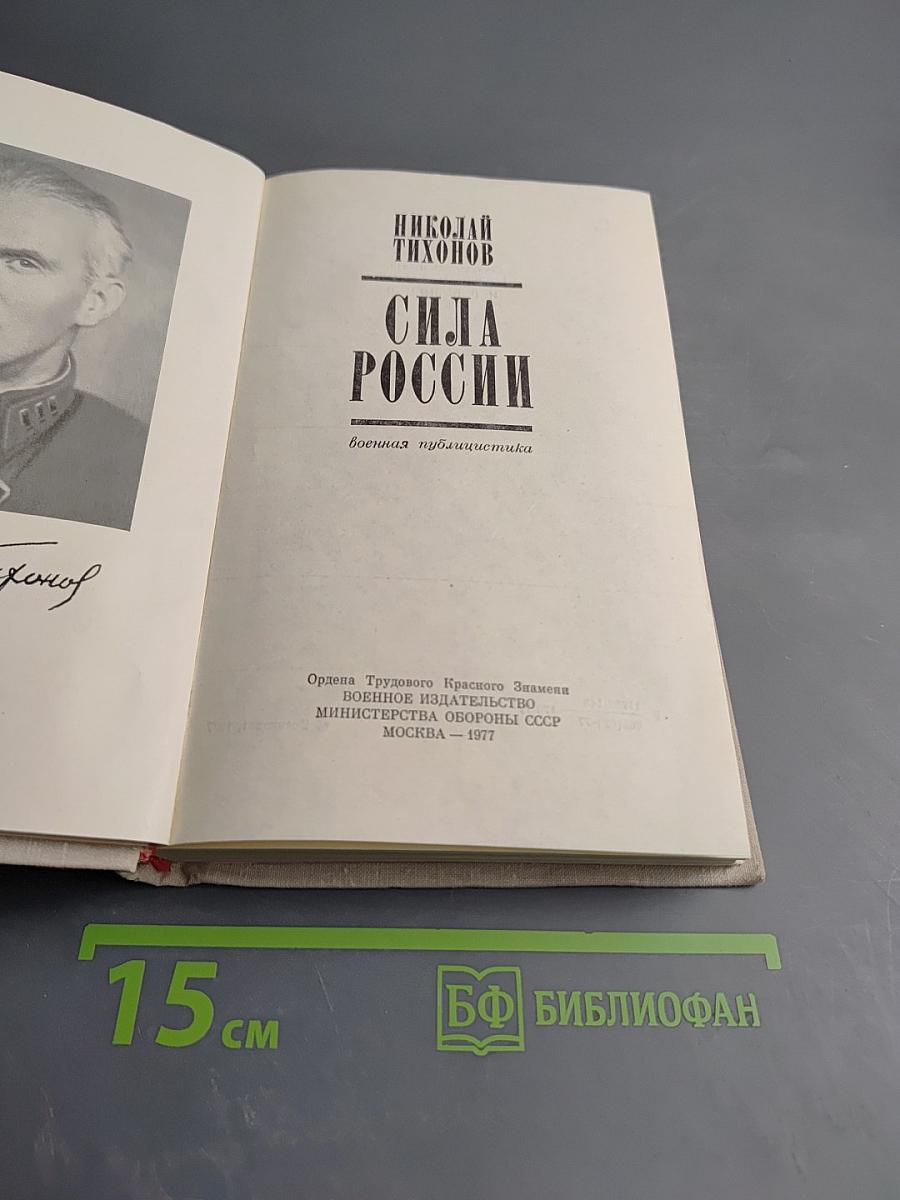 НИКОЛАЙ
ТИХОНОВ
СИЛА
РОССИИ
военная публицистика
Ордена Трудового Красного Знамени
ВОЕННОЕ ИЗДАТЕЛЬСТВО
МИНИСТЕРСТВА ОБОРОНЫ СССР
МОСКВА — 1977
15 см
БФ БИБЛИОФАН